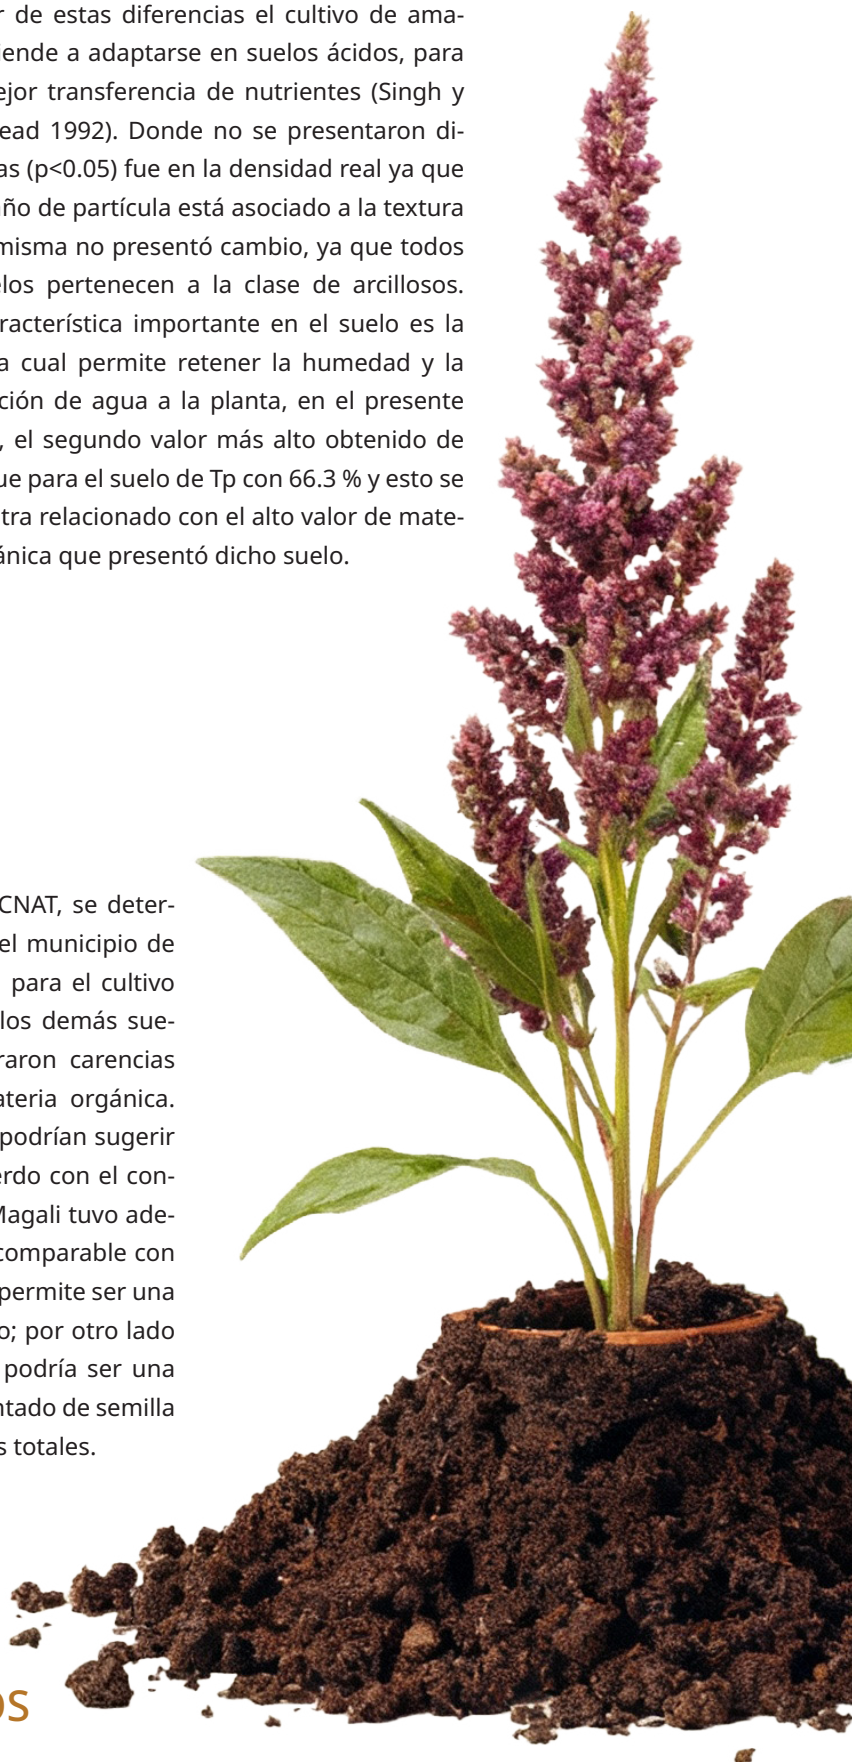 r de estas diferencias el cultivo de ama-
iende a adaptarse en suelos ácidos, para
ejor transferencia de nutrientes (Singh y
ead 1992). Donde no se presentaron di-
as (p<0.05) fue en la densidad real ya que
año de partícula está asociado a la textura
misma no presentó cambio, ya que todos
elos pertenecen a la clase de arcillosos.
racterística importante en el suelo es la
a cual permite retener la humedad y la
ción de agua a la planta, en el presente
, el segundo valor más alto obtenido de
ue para el suelo de Tp con 66.3 % y esto se
tra relacionado con el alto valor de mate-
ánica que presentó dicho suelo.
CNAT, se deter-
el municipio de
para el cultivo
los demás sue-
raron carencias
ateria orgánica.
podrían sugerir
erdo con el con-
Magali tuvo ade-
comparable con
permite ser una
o; por otro lado
podría ser una
ntado de semilla
s totales.
os